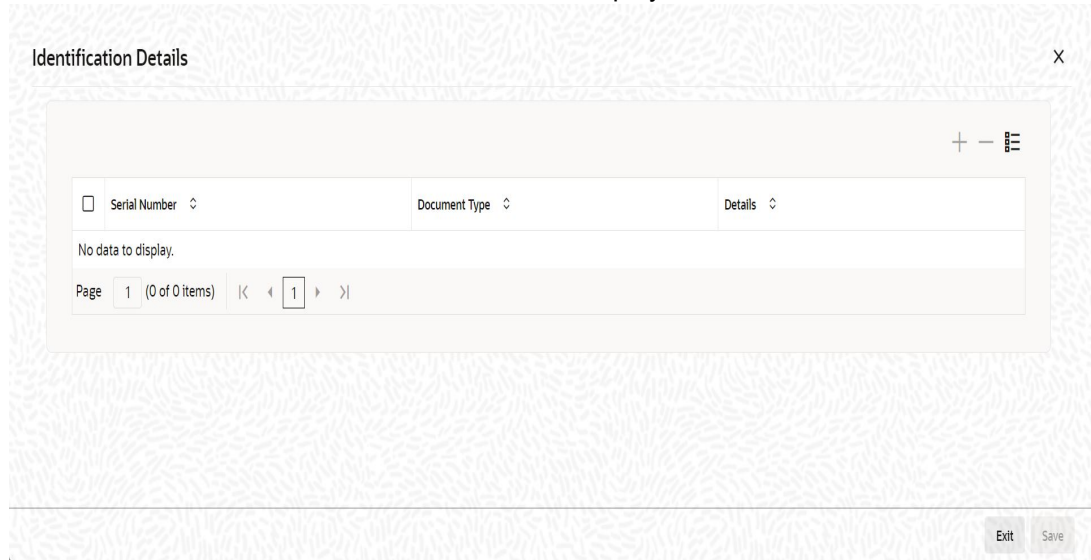 Identification Details X
Serial Number Document Type Details
No data to display.
Page 1 (0 of 0 items) 1
Exit Save